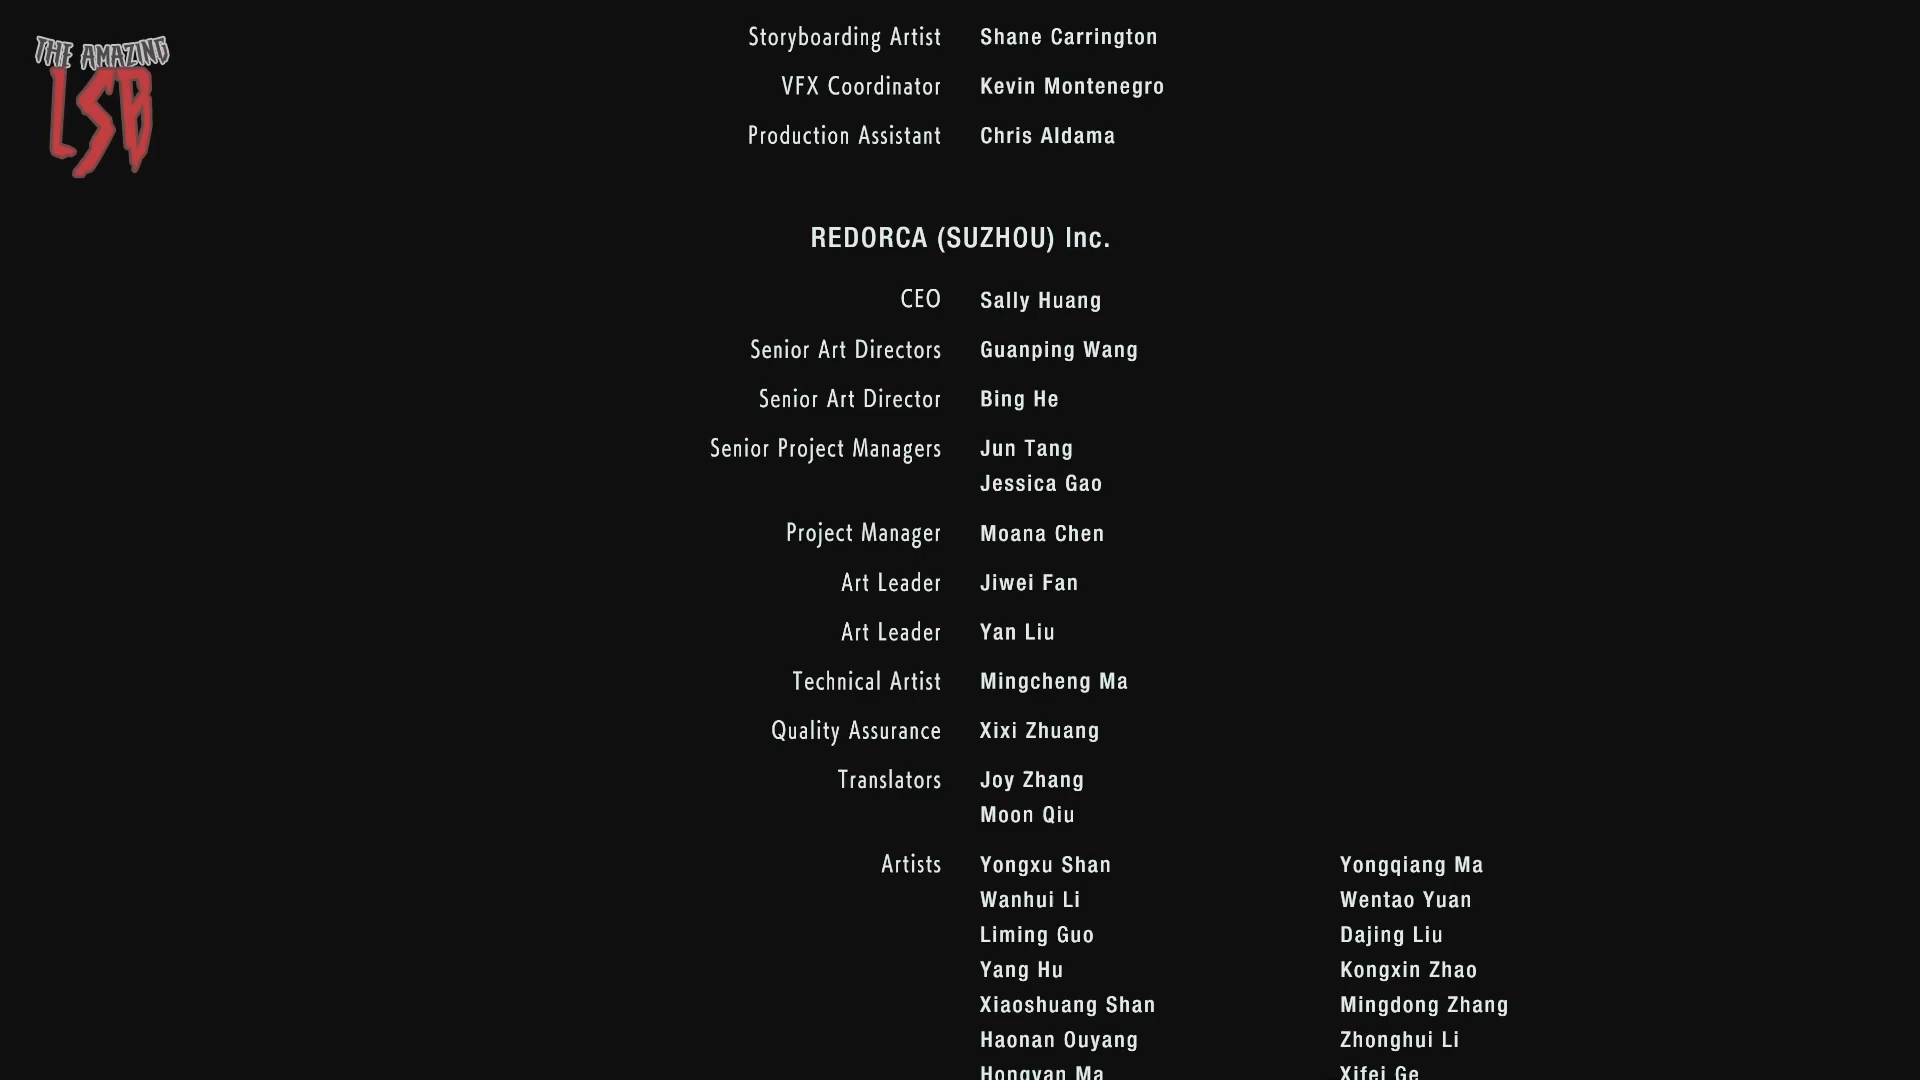 THE AMAZING
LSB
Storyboarding Artist Shane Carrington
VFX Coordinator Kevin Montenegro
Production Assistant Chris Aldama
REDORCA (SUZHOU) Inc.
CEO Sally Huang
Senior Art Directors Guanping Wang
Senior Art Director Bing He
Senior Project Managers Jun Tang
Jessica Gao
Project Manager Moana Chen
Art Leader Jiwei Fan
Art Leader Yan Liu
Technical Artist Mingcheng Ma
Quality Assurance Xixi Zhuang
Translators Joy Zhang
Moon Qiu
Artists Yongxu Shan Yongqiang Ma
Wanhui Li Wentao Yuan
Liming Guo Dajing Liu
Yang Hu Kongxin Zhao
Xiaoshuang Shan Mingdong Zhang
Haonan Ouyang Zhonghui Li
Hongyan Ma Xifei Ge